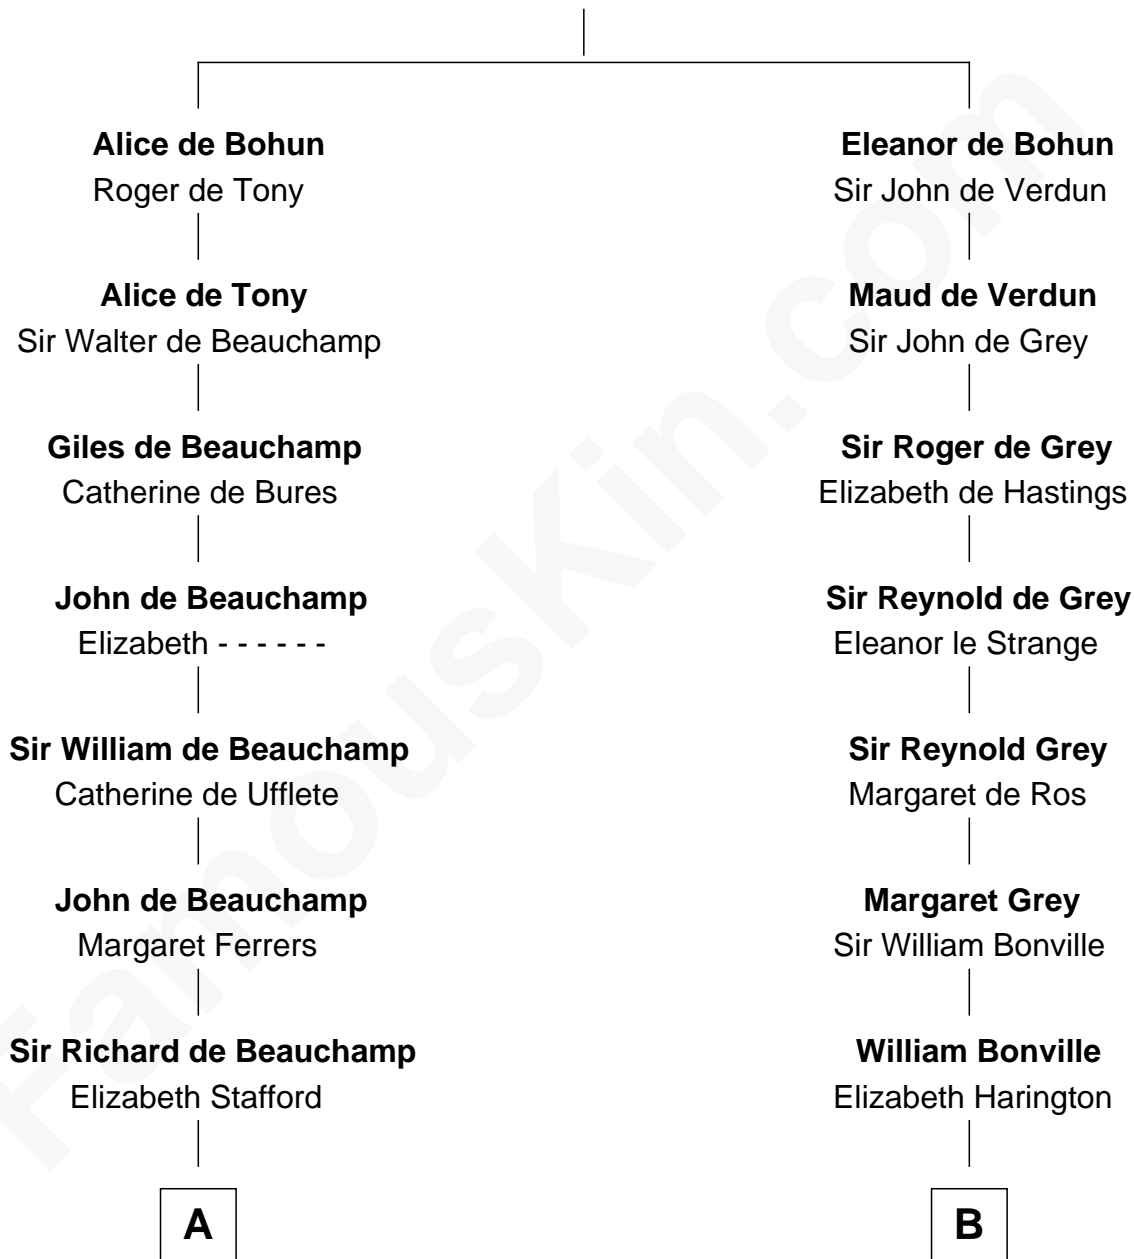 Alice de Bohun
Roger de Tony
Alice de Tony
Sir Walter de Beauchamp
Giles de Beauchamp
Catherine de Bures
John de Beauchamp
Elizabeth - - - - - -
Sir William de Beauchamp
Catherine de Ufflete
John de Beauchamp
Margaret Ferrers
Sir Richard de Beauchamp
Elizabeth Stafford
A
Eleanor de Bohun
Sir John de Verdun
Maud de Verdun
Sir John de Grey
Sir Roger de Grey
Elizabeth de Hastings
Sir Reynold de Grey
Eleanor le Strange
Sir Reynold Grey
Margaret de Ros
Margaret Grey
Sir William Bonville
William Bonville
Elizabeth Harington
B
FamousKin.com